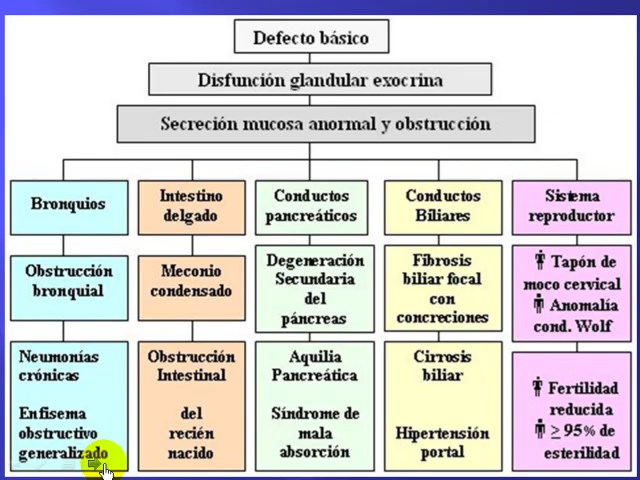 Defecto básico
Disfunción glandular exocrina
Secreción mucosa anormal y obstrucción
Bronquios
Obstrucción
bronquial
Neumonías
crónicas
Enfisema
obstructivo
generalizado
Intestino
delgado
Meconio
condensado
Obstrucción
Intestinal
del
recién
nacido
Conductos
pancreáticos
Degeneración
Secundaria
del
páncreas
Aquilia
Pancreática
Síndrome de
mala
absorción
Conductos
Biliares
Fibrosis
biliar focal
con
concreciones
Cirrosis
biliar
Hipertensión
portal
Sistema
reproductor
Tapón de
moco cervical
Anomalía
cond. Wolf
Fertilidad
reducida
≥ 95% de
esterilidad